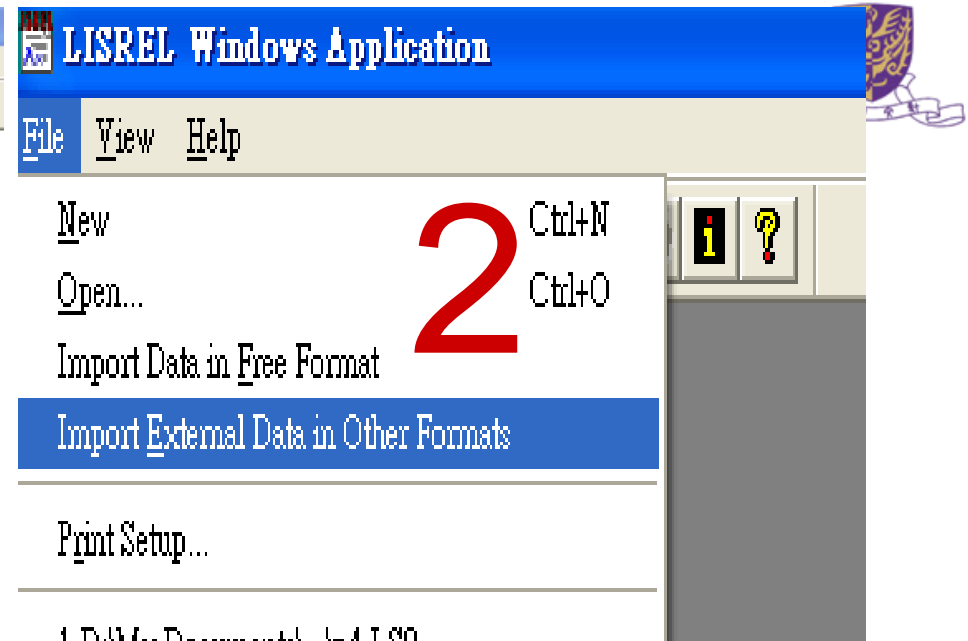 LISREL Windows Application
File View Help
New Ctrl+N
Open... Ctrl+O
2
Import Data in Free Format
Import External Data in Other Formats
Print Setup...